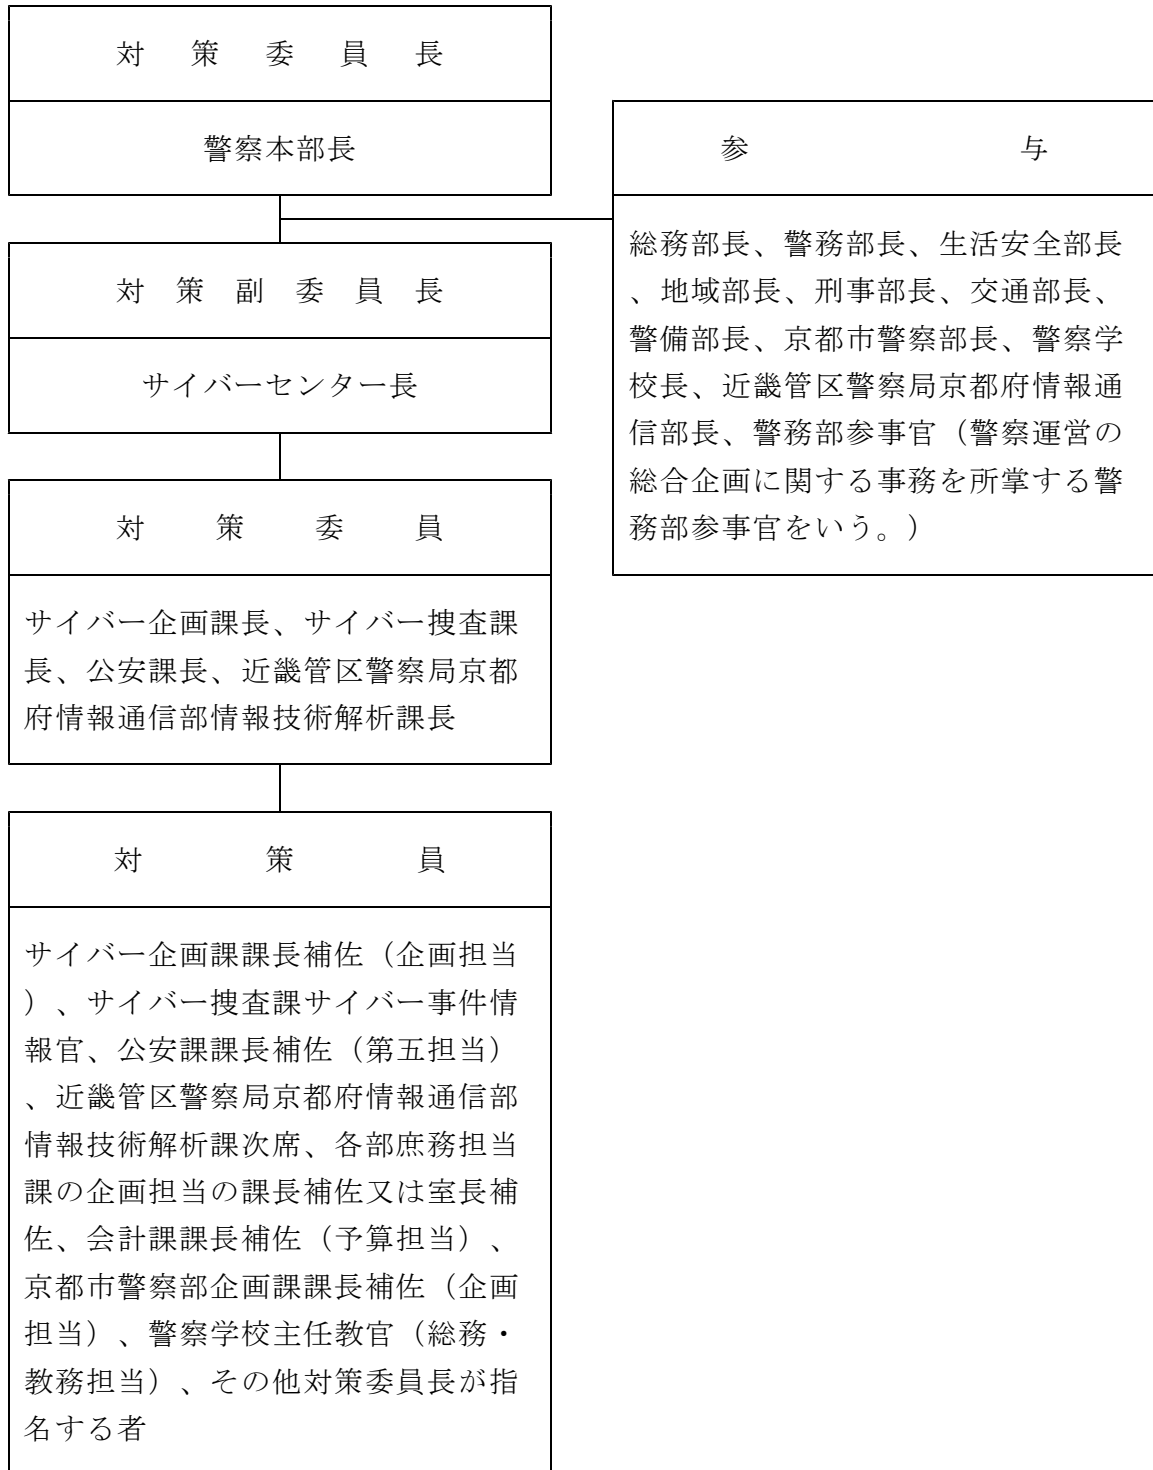 対策委員長
警察本部長
参与
総務部長、警務部長、生活安全部長
、地域部長、刑事部長、交通部長、
警備部長、京都市警察部長、警察学
校長、近畿管区警察局京都府情報通
信部長、警務部参事官（警察運営の
総合企画に関する事務を所掌する警
務部参事官をいう。）
対策副委員長
サイバーセンター長
対策委員
サイバー企画課長、サイバー捜査課
長、公安課長、近畿管区警察局京都
府情報通信部情報技術解析課長
対策員
サイバー企画課課長補佐（企画担当
）、サイバー捜査課サイバー事件情
報官、公安課課長補佐（第五担当）
、近畿管区警察局京都府情報通信部
情報技術解析課次席、各部庶務担当
課の企画担当の課長補佐又は室長補
佐、会計課課長補佐（予算担当）、
京都市警察部企画課課長補佐（企画
担当）、警察学校主任教官（総務・
教務担当）、その他対策委員長が指
名する者